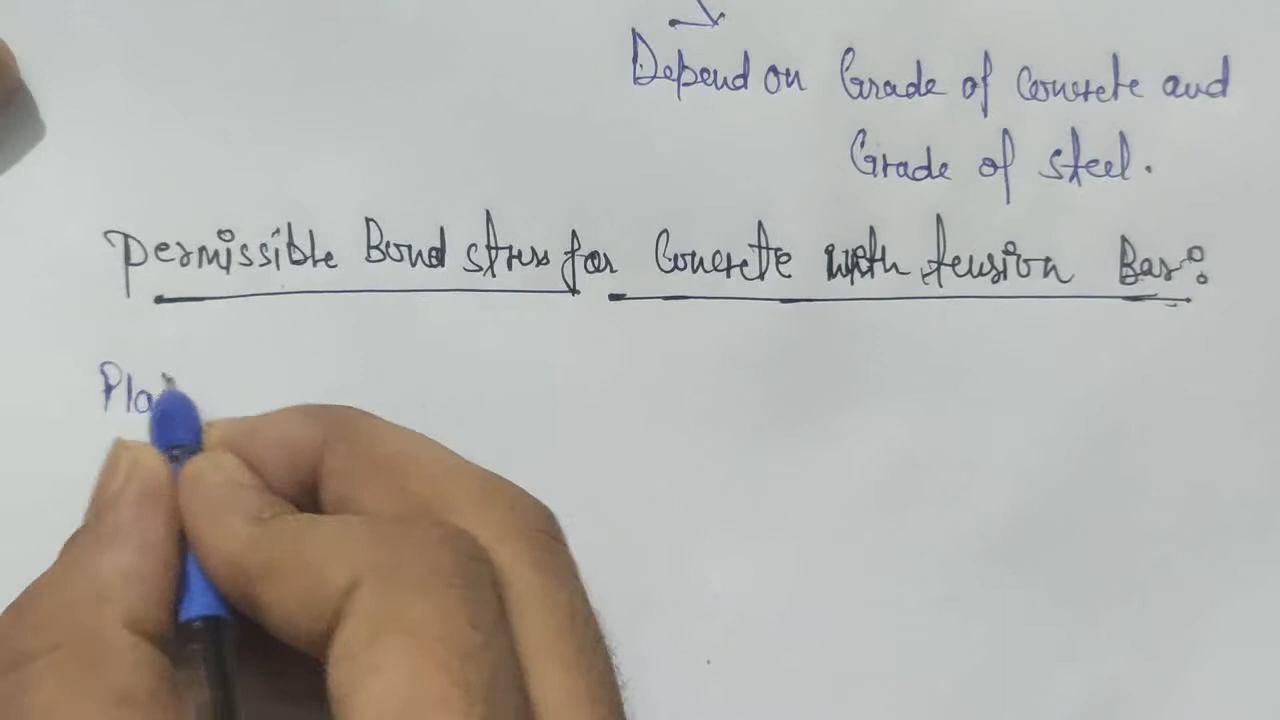 Depend on Grade of Concrete and
Grade of steel.
Permissible Bond stress for Concrete with tension Bar:
Pla